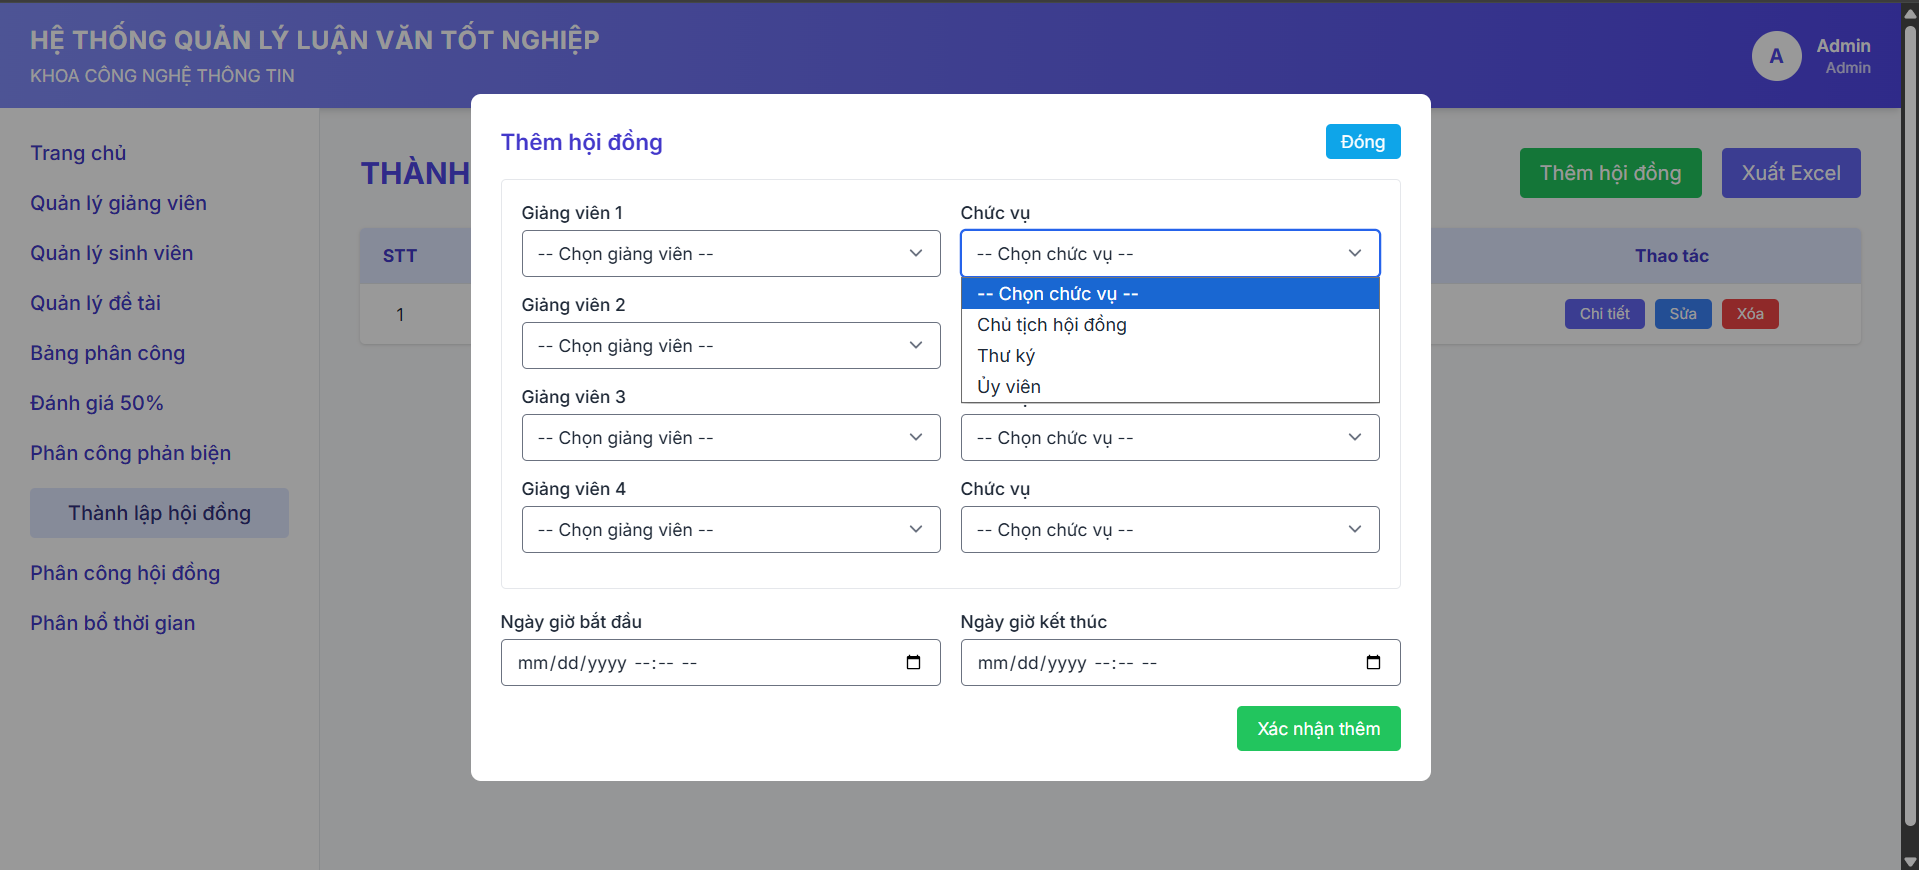 HỆ THỐNG QUẢN LÝ LUẬN VĂN TỐT NGHIỆP
KHOA CÔNG NGHỆ THÔNG TIN
A
Admin
Admin
Trang chủ
Quản lý giảng viên
Quản lý sinh viên
Quản lý đề tài
Bảng phân công
Đánh giá 50%
Phân công phản biện
Thành lập hội đồng
Phân công hội đồng
Phân bổ thời gian
THÀNH
Thêm hội đồng
Xuất Excel
STT
Thao tác
1
Chi tiết
Sửa
Xóa
Thêm hội đồng
Đóng
Giảng viên 1
Chức vụ
-- Chọn giảng viên --
-- Chọn chức vụ --
-- Chọn chức vụ --
Chủ tịch hội đồng
Thư ký
Ủy viên
Giảng viên 2
-- Chọn giảng viên --
Giảng viên 3
-- Chọn giảng viên --
-- Chọn chức vụ --
Giảng viên 4
Chức vụ
-- Chọn giảng viên --
-- Chọn chức vụ --
Ngày giờ bắt đầu
Ngày giờ kết thúc
mm/dd/yyyy --:-- --
mm/dd/yyyy --:-- --
Xác nhận thêm